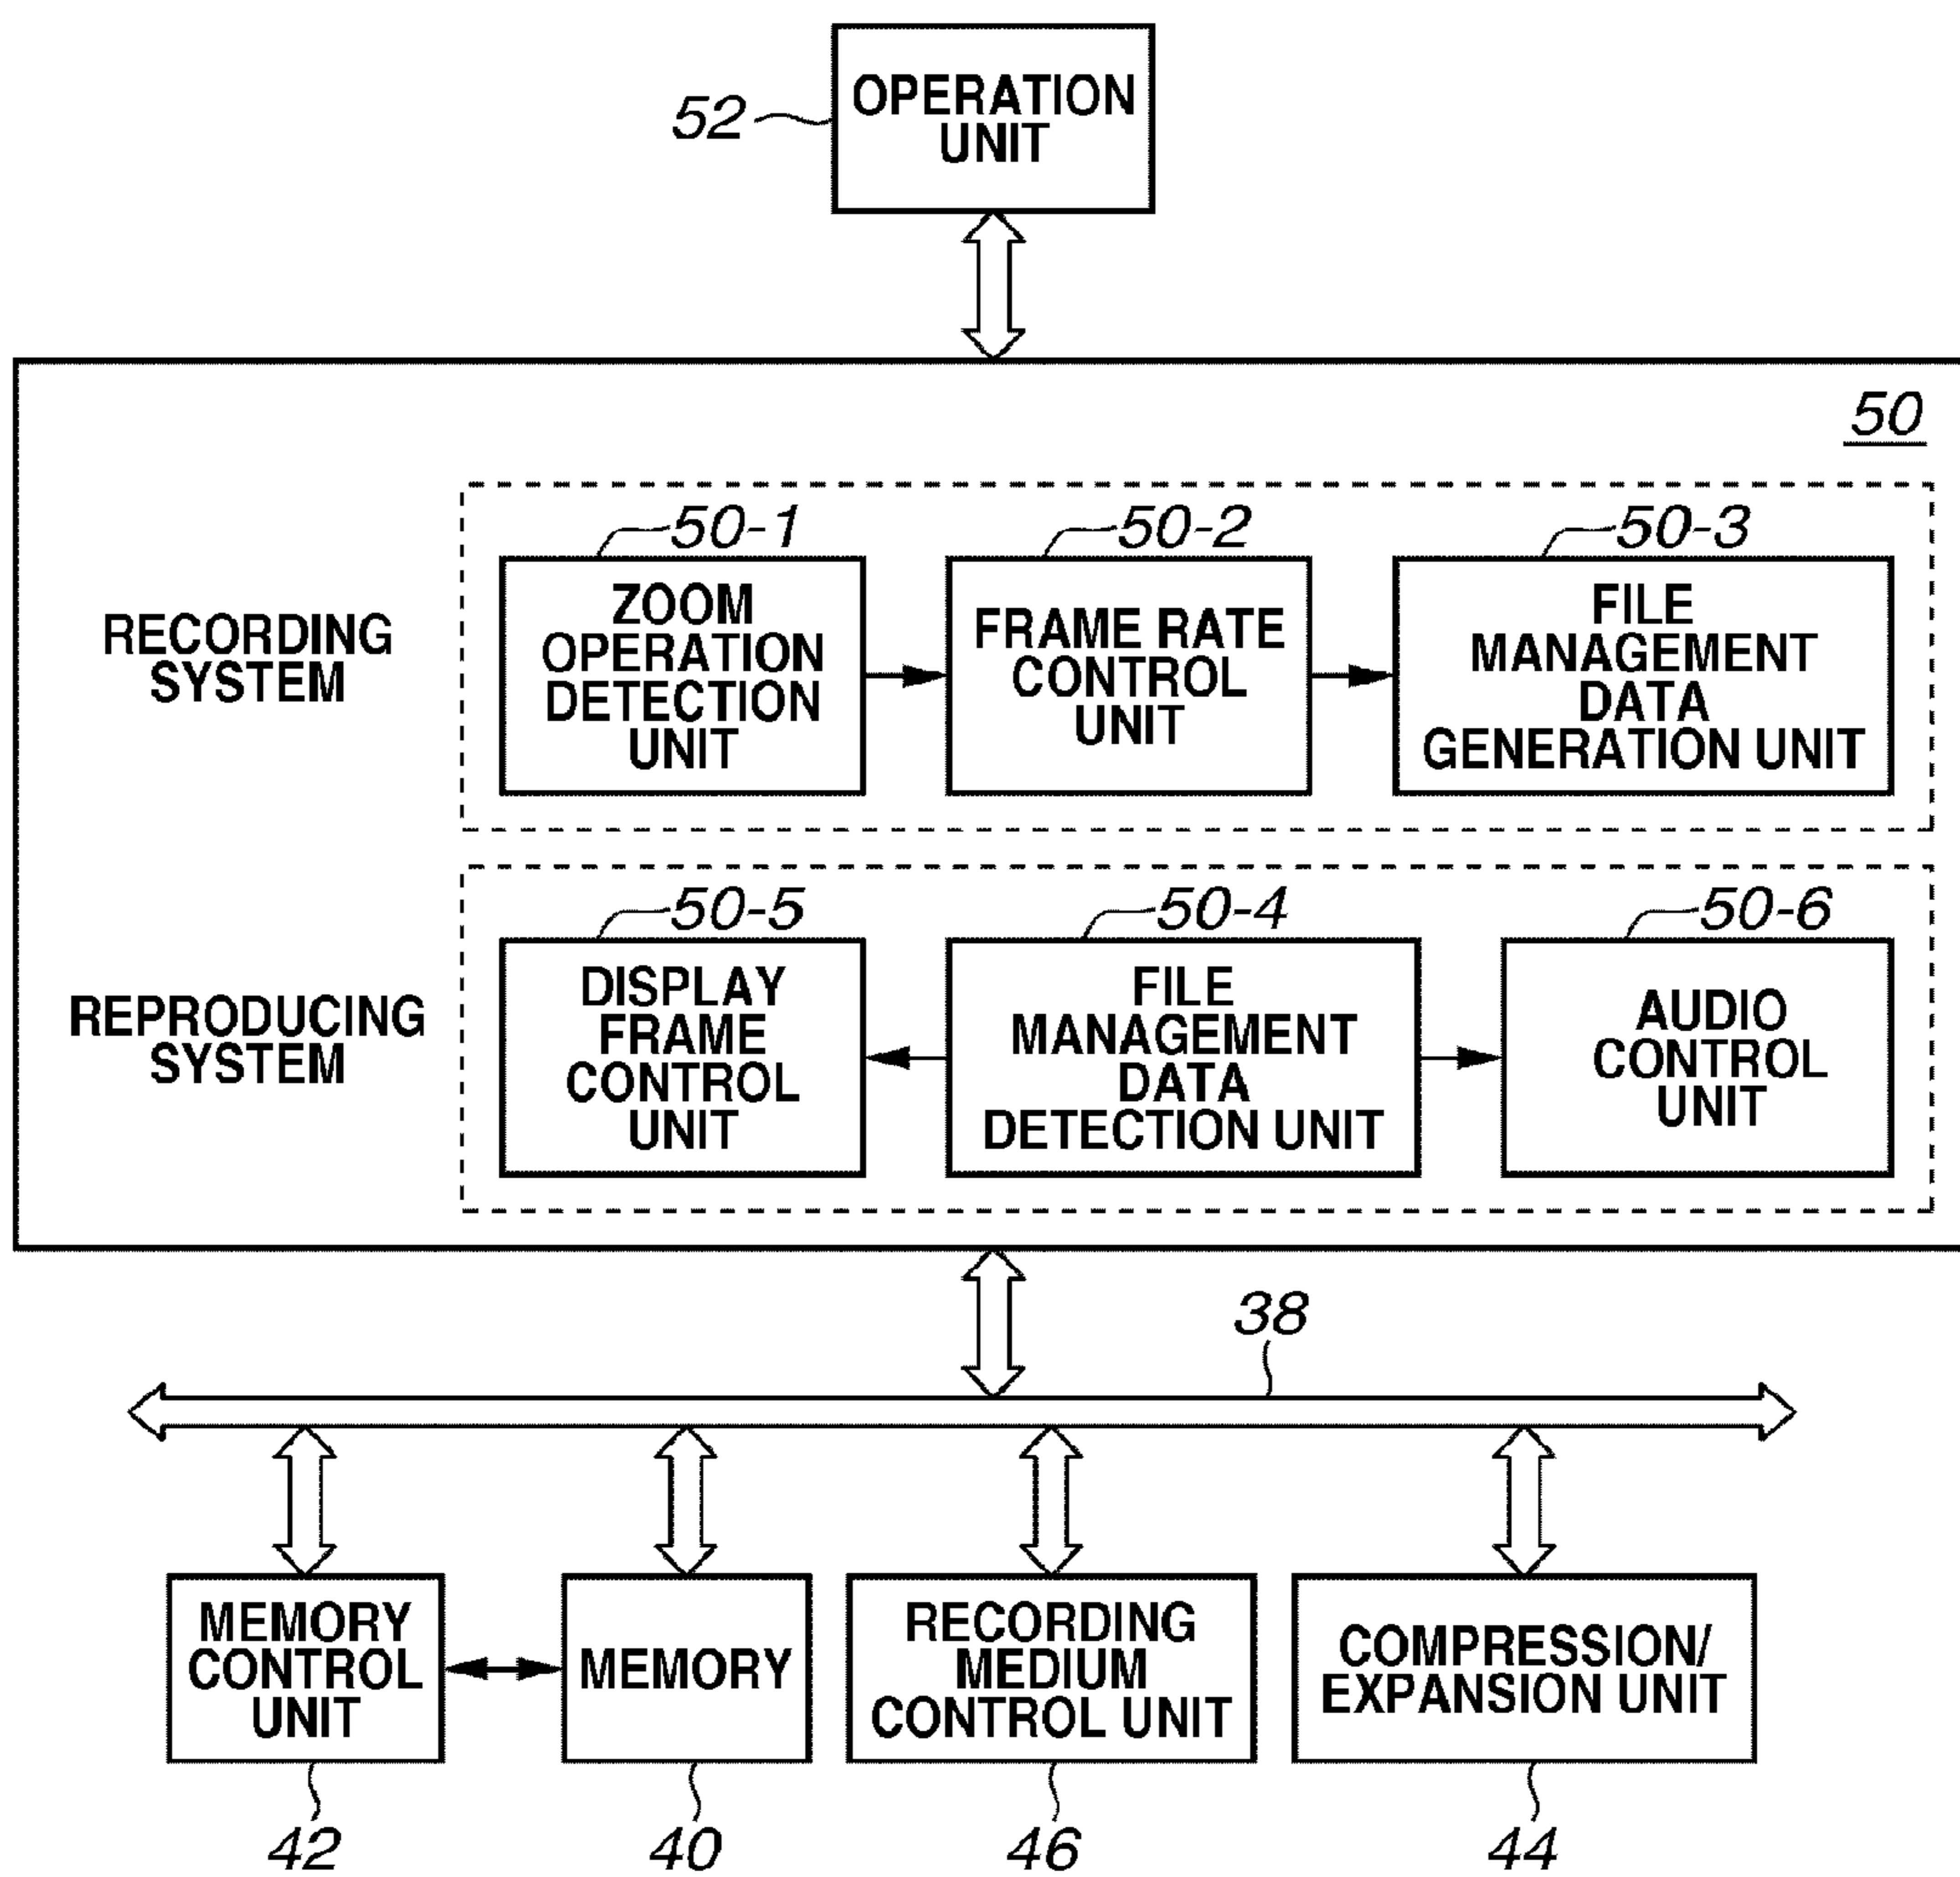 52
OPERATION
UNIT
50
RECORDING
SYSTEM
50-1
ZOOM
OPERATION
DETECTION
UNIT
50-2
FRAME RATE
CONTROL
UNIT
50-3
FILE
MANAGEMENT
DATA
GENERATION UNIT
REPRODUCING
SYSTEM
50-5
DISPLAY
FRAME
CONTROL
UNIT
50-4
FILE
MANAGEMENT
DATA
DETECTION UNIT
50-6
AUDIO
CONTROL
UNIT
38
MEMORY
CONTROL
UNIT
42
MEMORY
40
RECORDING
MEDIUM
CONTROL UNIT
46
COMPRESSION/
EXPANSION UNIT
44